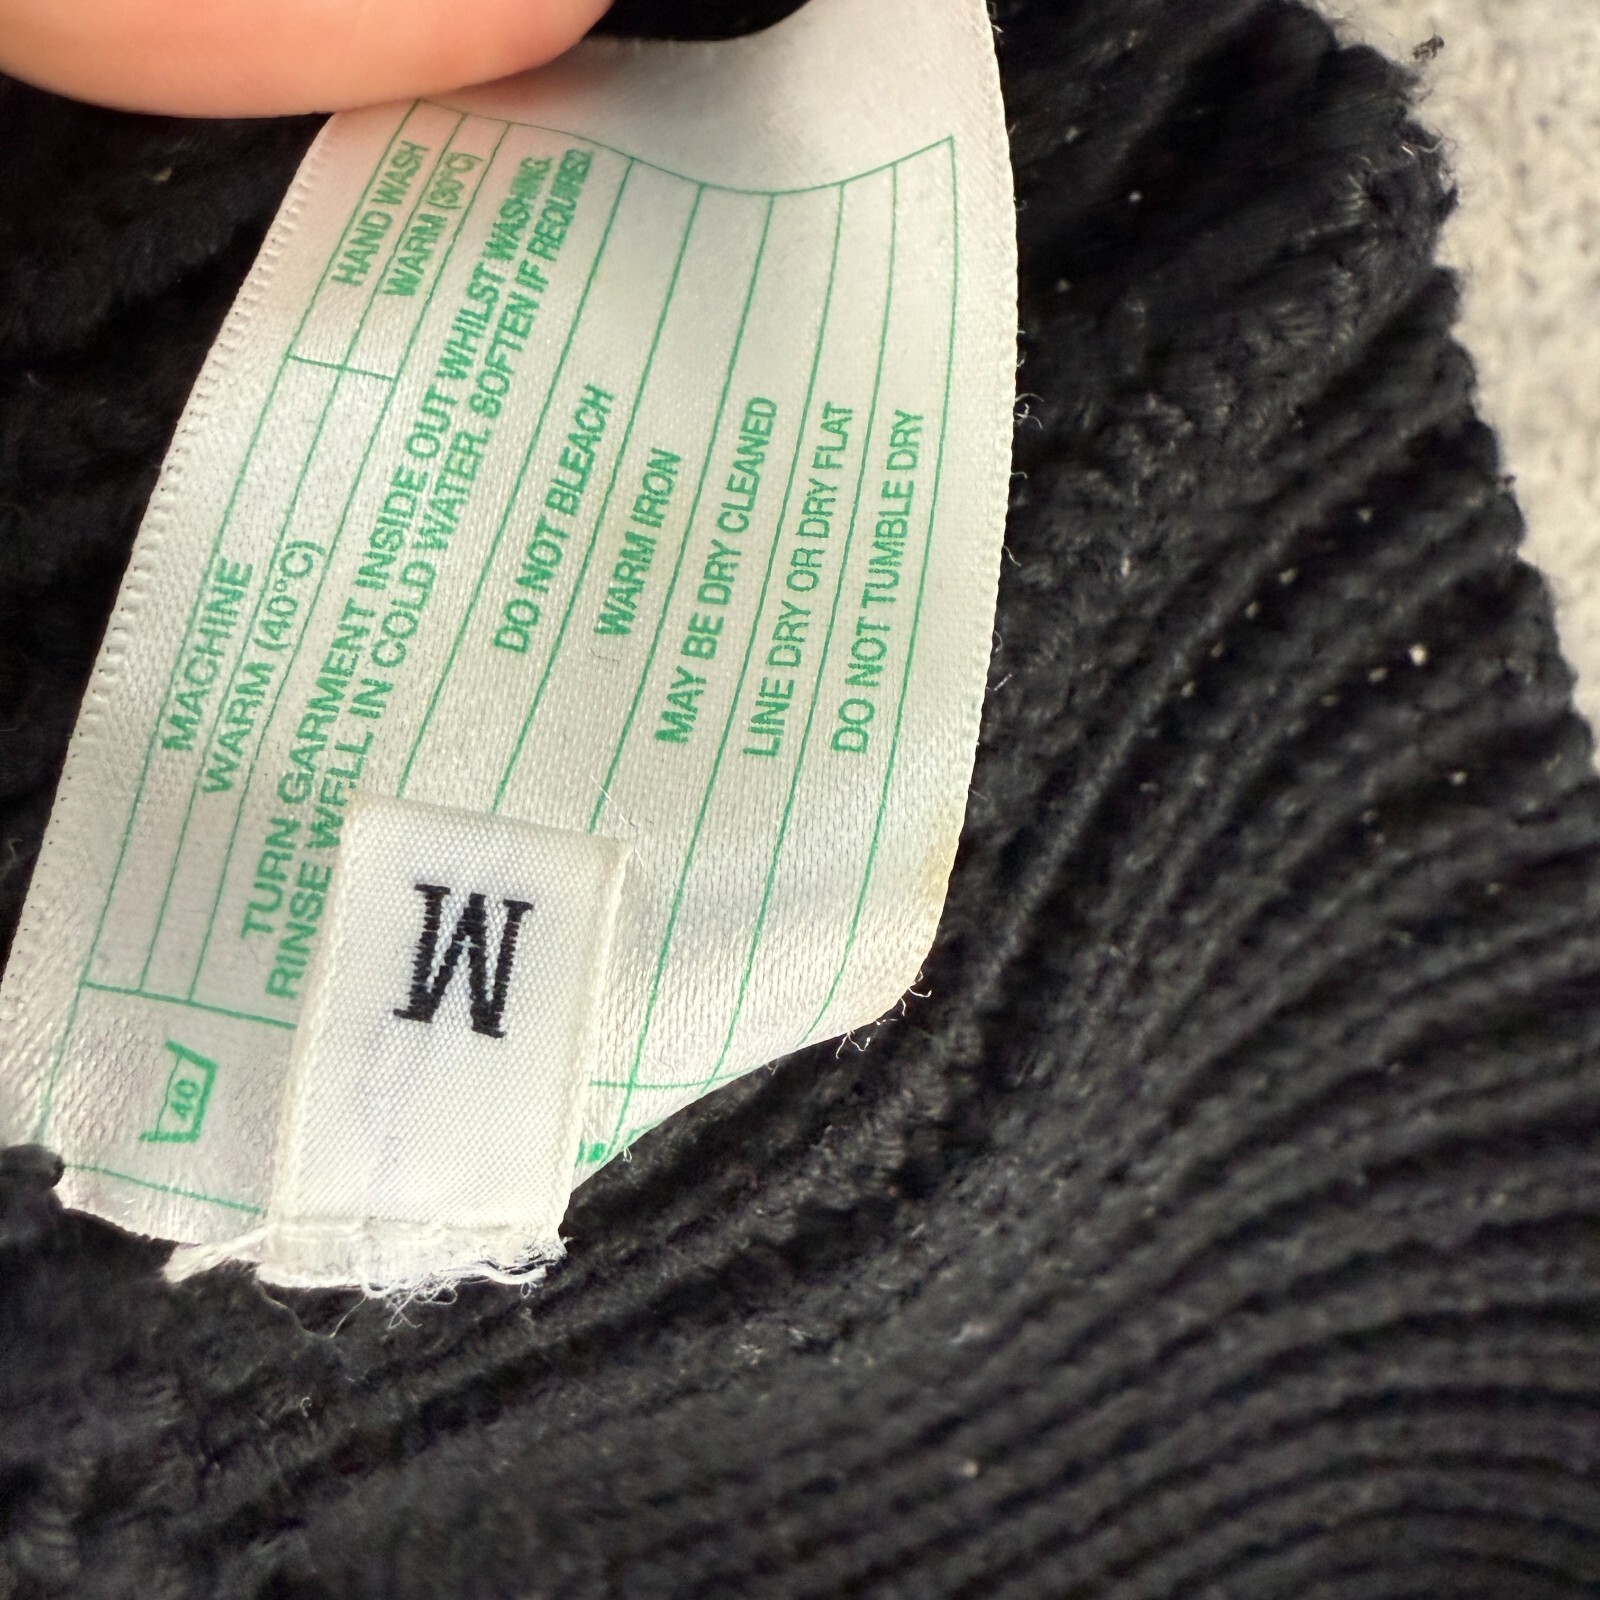 MACHINE
WARM (40°C)
HAND WASH
WARM (30°C)
TURN GARMENT INSIDE OUT WHILST WASHING.
RINSE WELL IN COLD WATER. SOFTEN IF REQUIRED.
DO NOT BLEACH
WARM IRON
MAY BE DRY CLEANED
LINE DRY OR DRY FLAT
DO NOT TUMBLE DRY
40
M